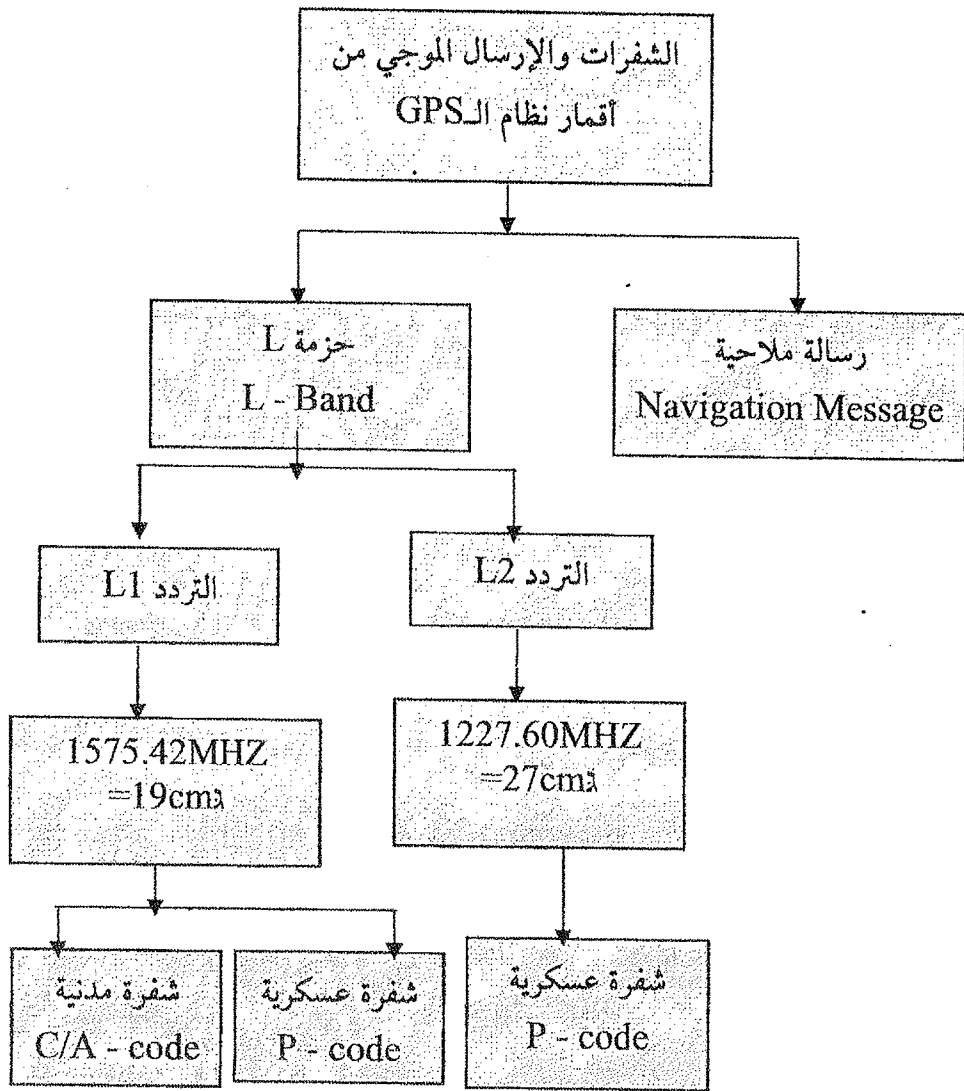 الشفرات والإرسال الموجي من
أقمار نظام الـGPS
حزمة L
L - Band
رسالة ملاحية
Navigation Message
التردد L1
التردد L2
1575.42MHZ
=19cmλ
1227.60MHZ
=27cmλ
شفرة مدنية
C/A - code
شفرة عسكرية
P - code
شفرة عسكرية
P - code